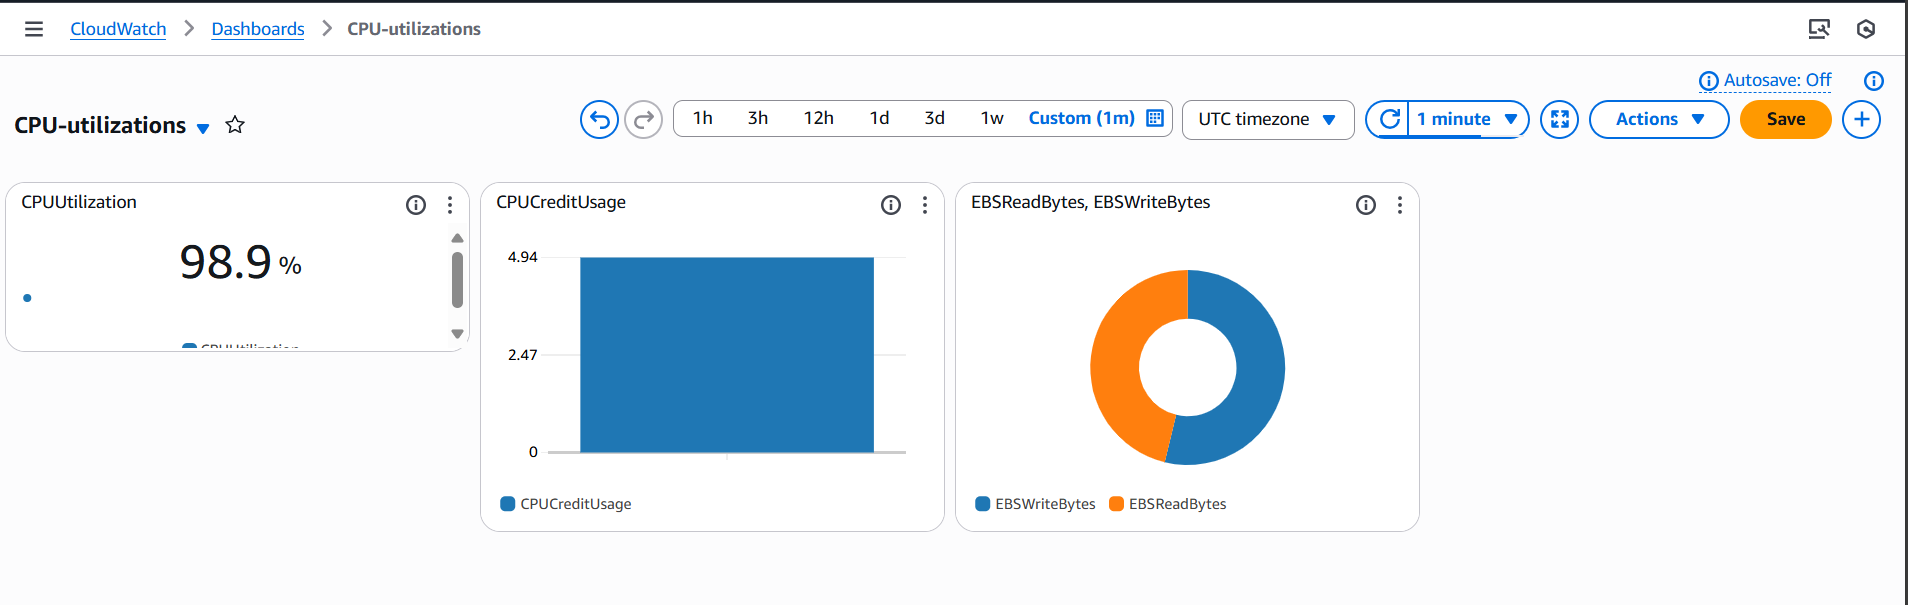 CloudWatch > Dashboards > CPU-utilizations
Autosave: Off
CPU-utilizations
1h 3h 12h 1d 3d 1w Custom (1m) UTC timezone 1 minute Actions Save
CPUUtilization
98.9 %
CPUUtilization
CPUCreditUsage
4.94
2.47
0
CPUCreditUsage
EBSReadBytes, EBSWriteBytes
EBSWriteBytes EBSReadBytes